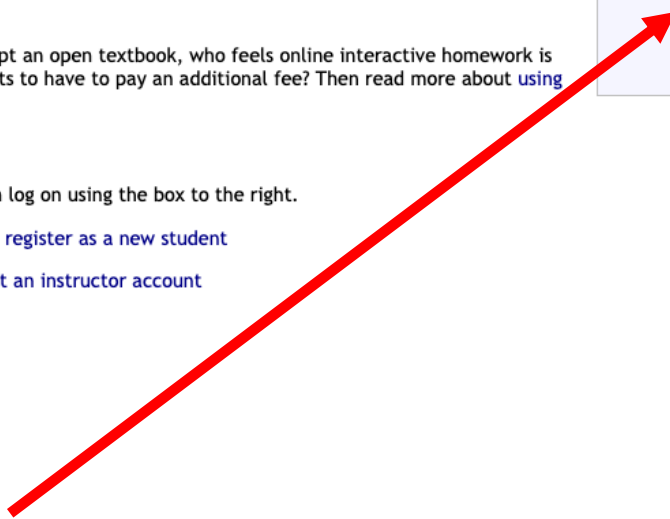 pt an open textbook, who feels online interactive homework is
ts to have to pay an additional fee? Then read more about using
log on using the box to the right.
register as a new student
t an instructor account